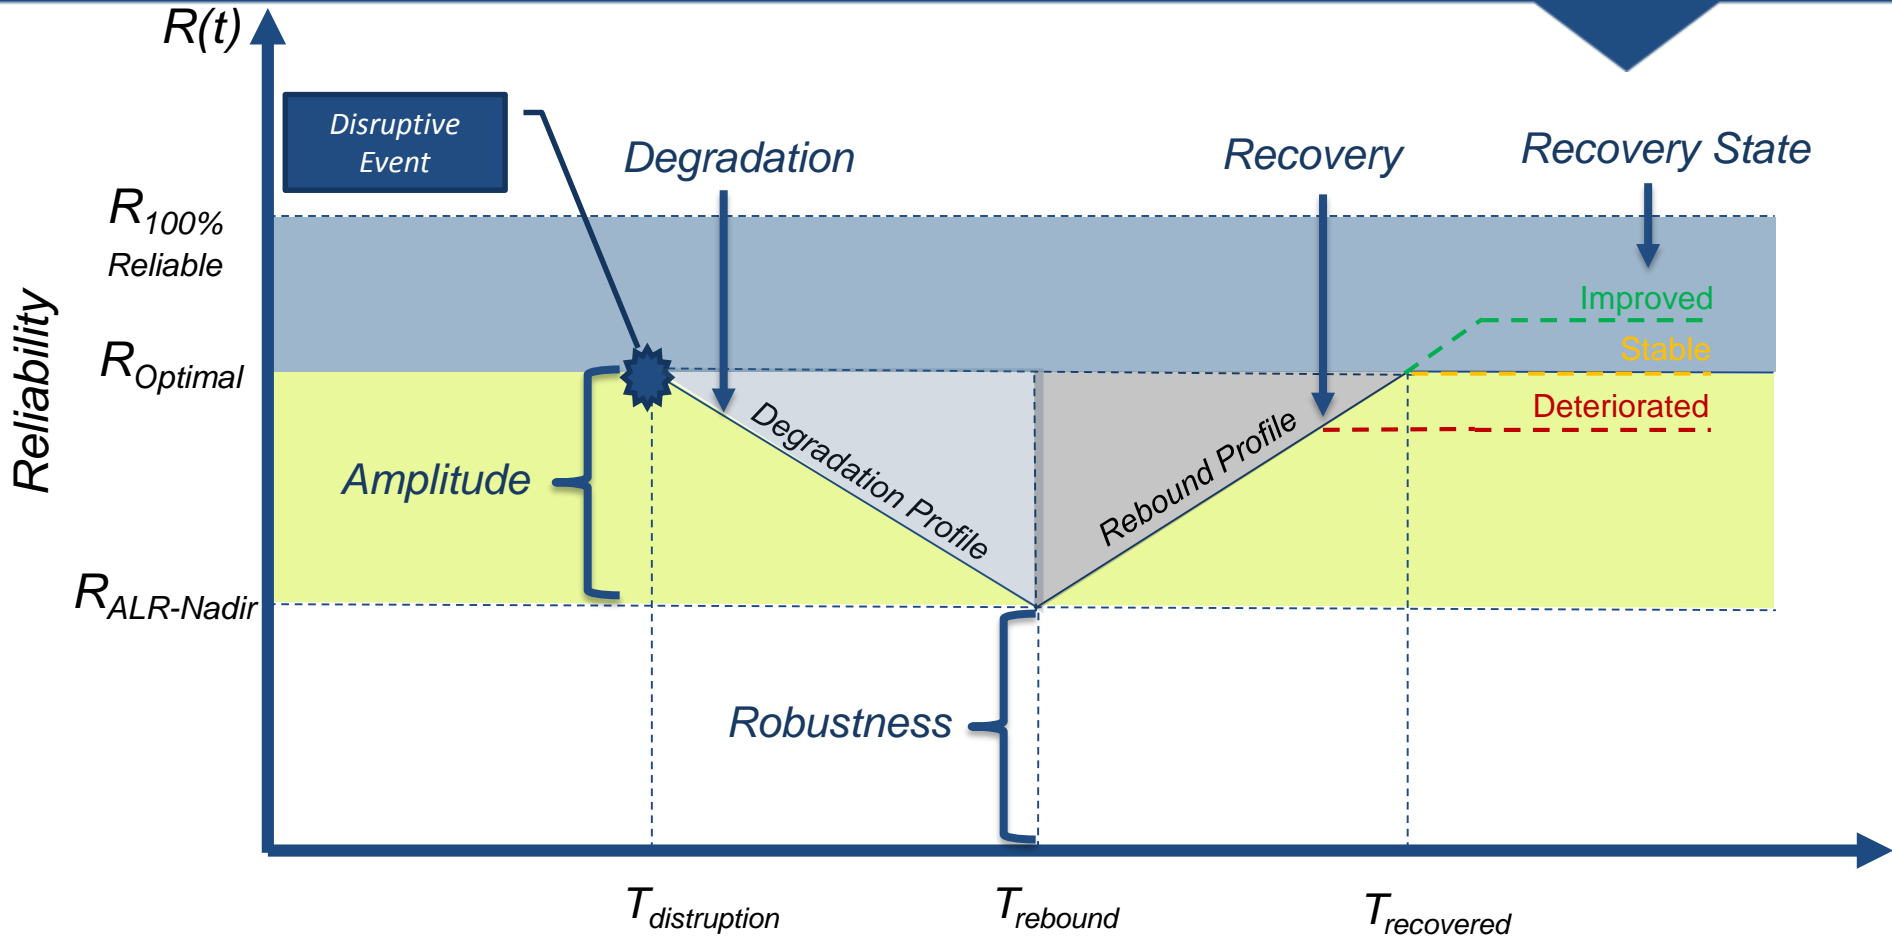 R(t)
Disruptive
Event
Degradation
Recovery
Recovery State
R100%
Reliable
Improved
Stable
ROptimal
Deteriorated
Reliability
Degradation Profile
Rebound Profile
Amplitude
RALR-Nadir
Robustness
Tdistruption
Trebound
Trecovered